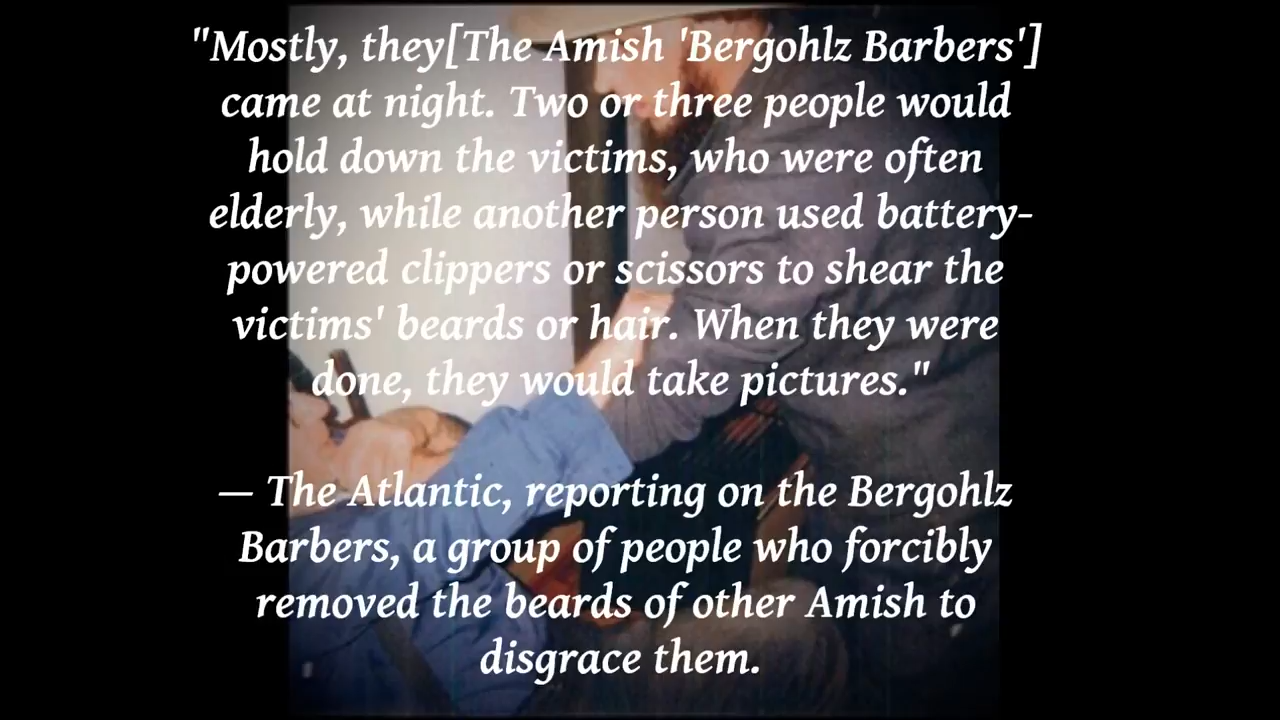 "Mostly, they[The Amish 'Bergohlz Barbers']
came at night. Two or three people would
hold down the victims, who were often
elderly, while another person used battery-
powered clippers or scissors to shear the
victims' beards or hair. When they were
done, they would take pictures."
— The Atlantic, reporting on the Bergohlz
Barbers, a group of people who forcibly
removed the beards of other Amish to
disgrace them.